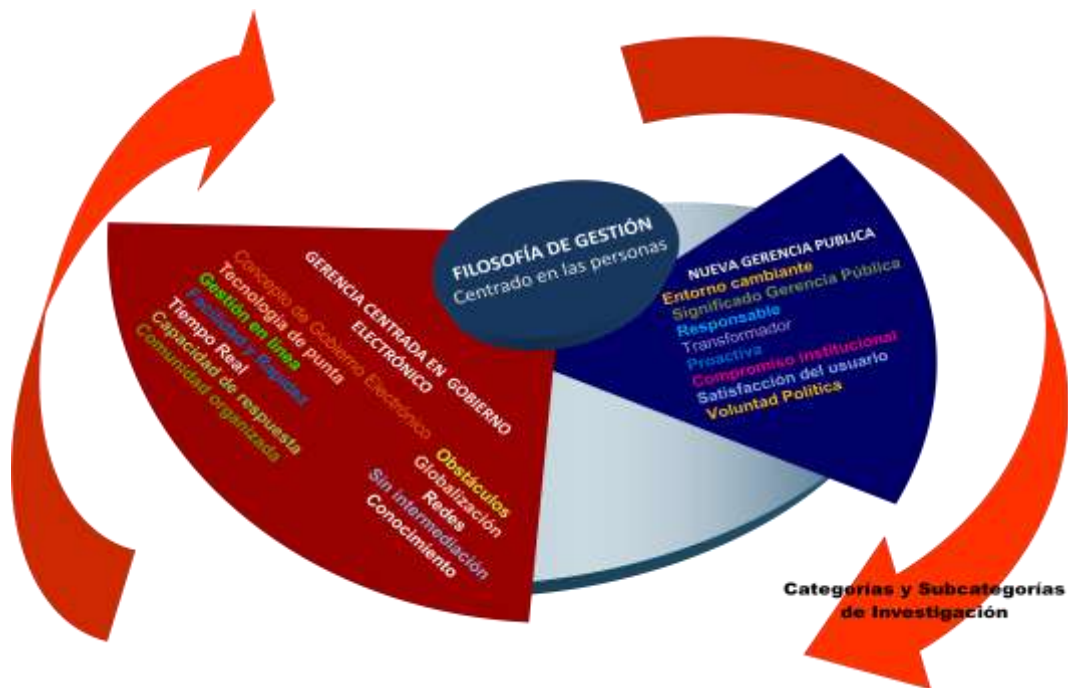 FILOSOFÍA DE GESTIÓN
Centrado en las personas
GERENCIA CENTRADA EN GOBIERNO
ELECTRÓNICO
Concepto de Gobierno Electrónico
Tecnología de punta
Gestión en línea
Facilidad y Rapidez
Tiempo Real
Capacidad de respuesta
Comunidad organizada
Obstáculos
Globalización
Redes
Sin intermediación
Conocimiento
NUEVA GERENCIA PUBLICA
Entorno cambiante
Significado Gerencia Pública
Responsable
Transformador
Proactiva
Compromiso institucional
Satisfacción del usuario
Voluntad Política
Categorías y Subcategorías
de Investigación